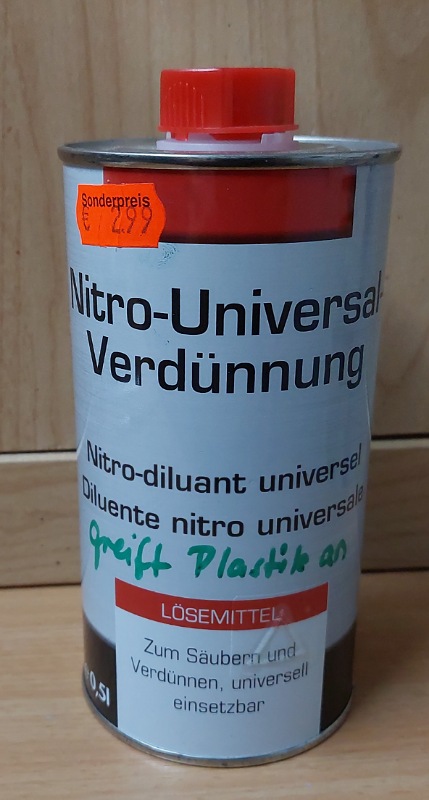 Sonderpreis
€ 2.99
Nitro-Universal-
Verdünnung
Nitro-diluant universel
Diluente nitro universale
greift Plastik an
LÖSEMITTEL
Zum Säubern und
Verdünnen, universell
einsetzbar
0,5l